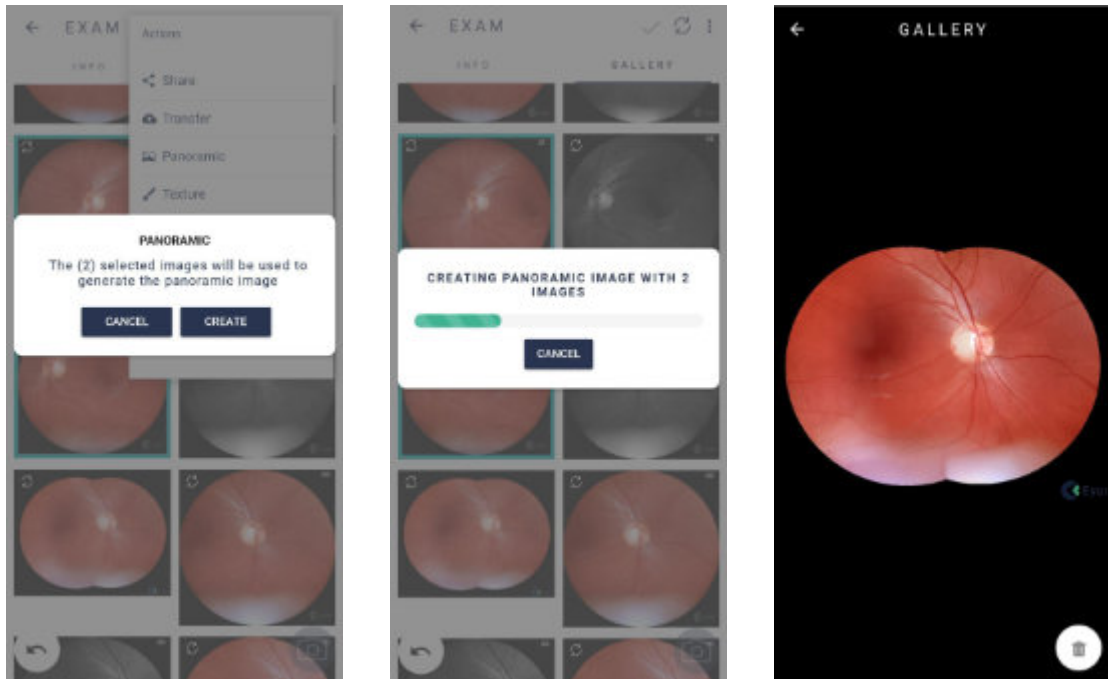 EXAM
Actions
INFO
Share
Transfer
Panoramic
Texture
PANORAMIC
The (2) selected images will be used to
generate the panoramic image
CANCEL
CREATE
EXAM
INFO
GALLERY
CREATING PANORAMIC IMAGE WITH 2
IMAGES
CANCEL
GALLERY